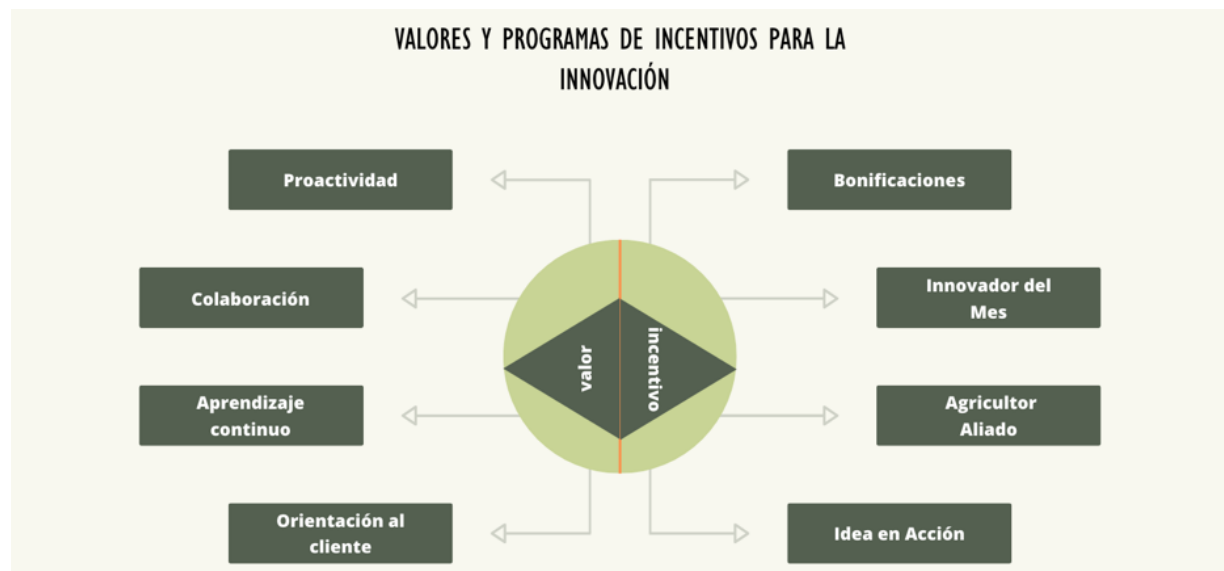 VALORES Y PROGRAMAS DE INCENTIVOS PARA LA
INNOVACIÓN
Proactividad
Bonificaciones
Colaboración
Innovador del
Mes
valor
incentivo
Aprendizaje
continuo
Agricultor
Aliado
Orientación al
cliente
Idea en Acción